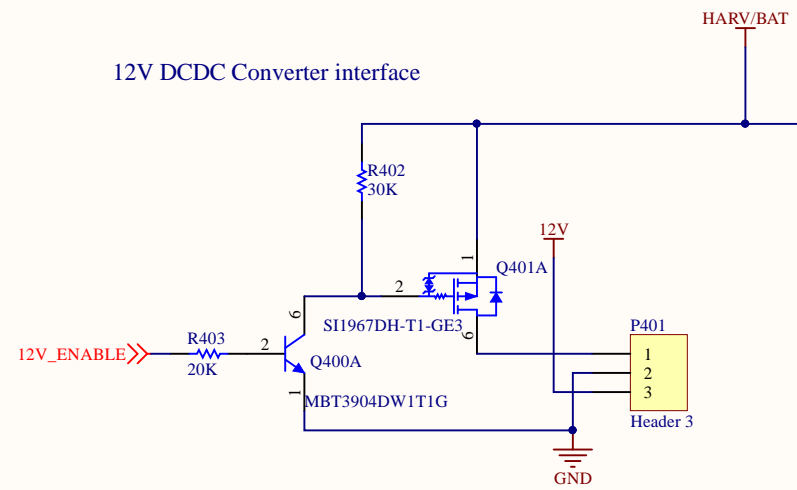 HARV/BAT
12V DCDC Converter interface
R402
30K
12V
1
Q401A
2
SI1967DH-T1-GE3
6
6
P401
R403
2
1
12V_ENABLE
20K
Q400A
2
3
1
MBT3904DW1T1G
Header 3
GND